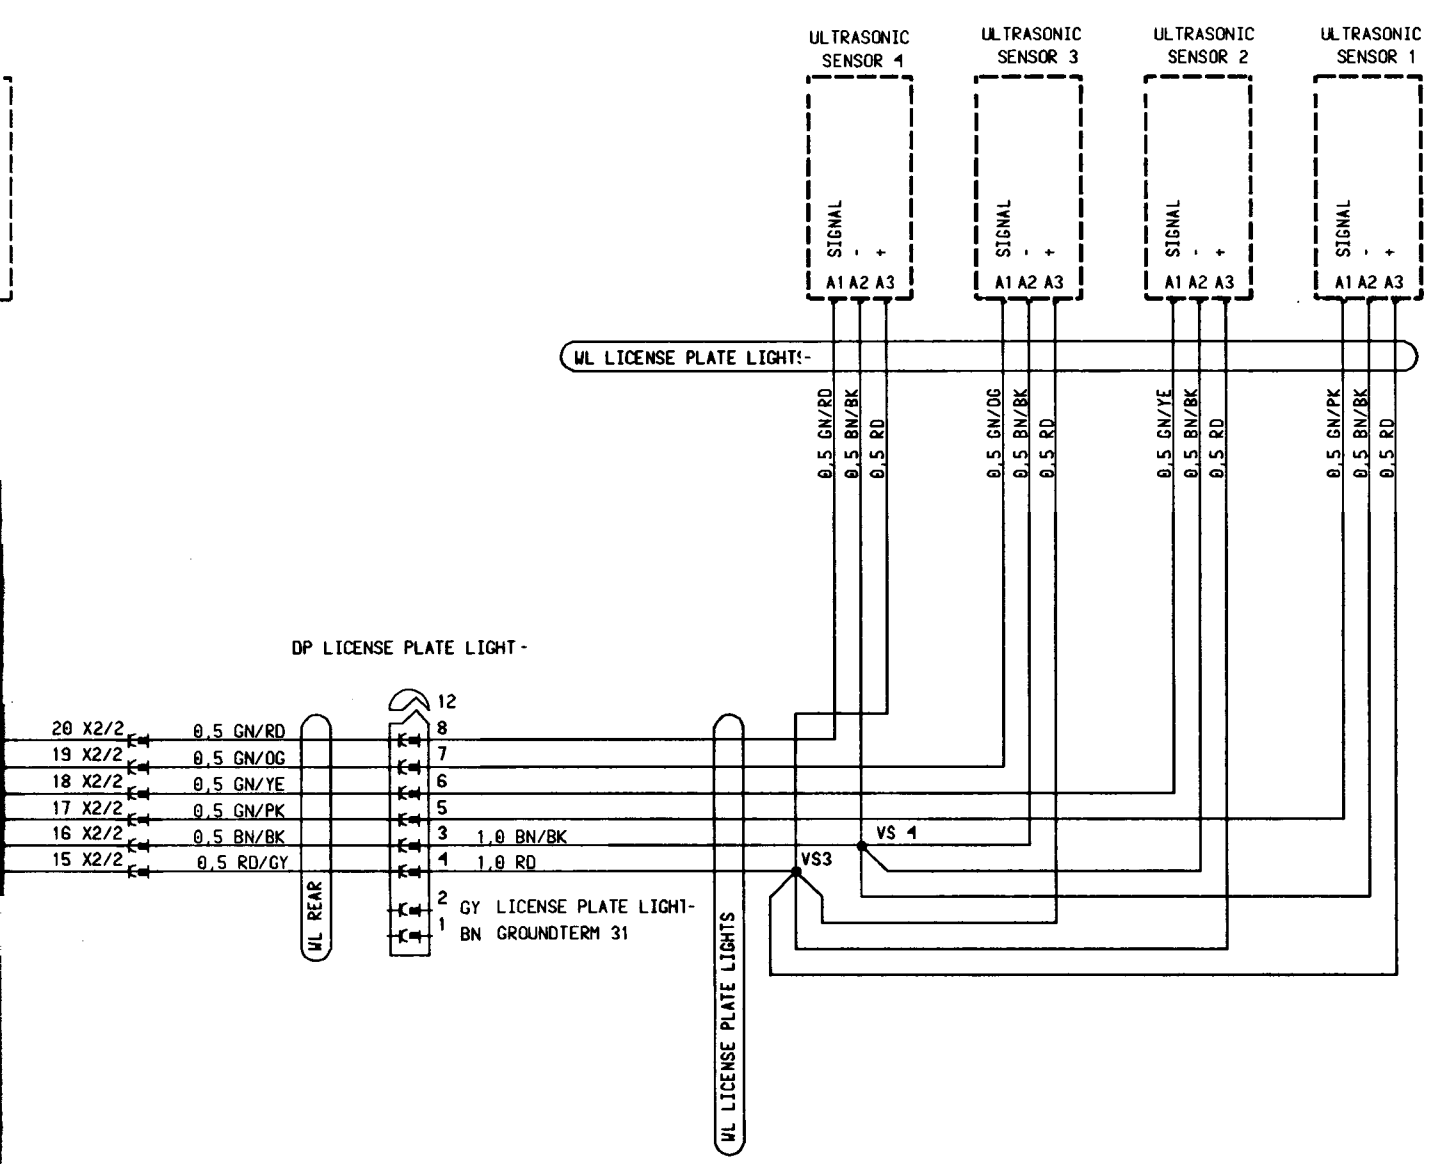 ULTRASONIC
SENSOR 4
ULTRASONIC
SENSOR 3
ULTRASONIC
SENSOR 2
ULTRASONIC
SENSOR 1
SIGNAL
-
+
A1 A2 A3
SIGNAL
-
+
A1 A2 A3
SIGNAL
-
+
A1 A2 A3
SIGNAL
-
+
A1 A2 A3
WL LICENSE PLATE LIGHTS-
0,5 GN/RD
0,5 BN/BK
0,5 RD
0,5 GN/OG
0,5 BN/BK
0,5 RD
0,5 GN/YE
0,5 BN/BK
0,5 RD
0,5 GN/PK
0,5 BN/BK
0,5 RD
DP LICENSE PLATE LIGHT-
12
20 X2/2 0,5 GN/RD 8
19 X2/2 0,5 GN/OG 7
18 X2/2 0,5 GN/YE 6
17 X2/2 0,5 GN/PK 5
16 X2/2 0,5 BN/BK 3 1,0 BN/BK
VS 4
15 X2/2 0,5 RD/GY 4 1,0 RD
VS3
2 GY LICENSE PLATE LIGHT-
1 BN GROUNDTERM 31
WL REAR
WL LICENSE PLATE LIGHTS